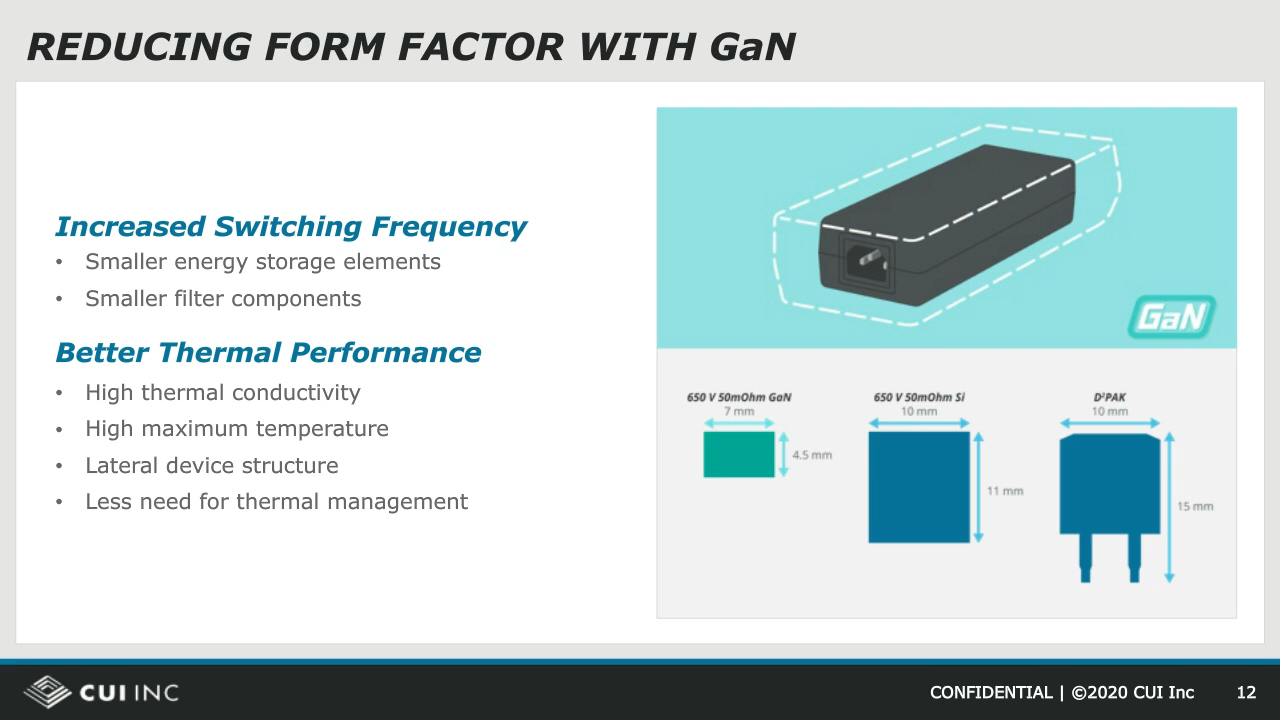 REDUCING FORM FACTOR WITH GaN
Increased Switching Frequency
• Smaller energy storage elements
• Smaller filter components
Better Thermal Performance
• High thermal conductivity
• High maximum temperature
• Lateral device structure
• Less need for thermal management
GaN
650 V 50mOhm GaN
7 mm
4.5 mm
650 V 50mOhm Si
10 mm
11 mm
D²PAK
10 mm
15 mm
CUI INC
CONFIDENTIAL | ©2020 CUI Inc
12